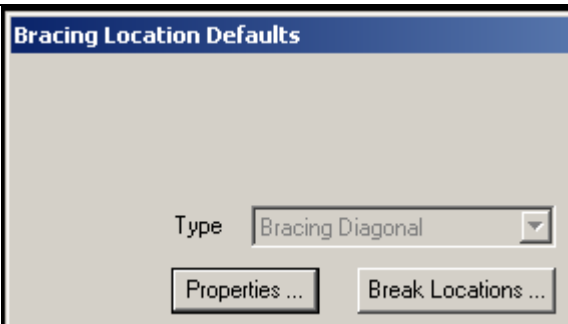 Bracing Location Defaults
Type Bracing Diagonal
Properties ... Break Locations ...